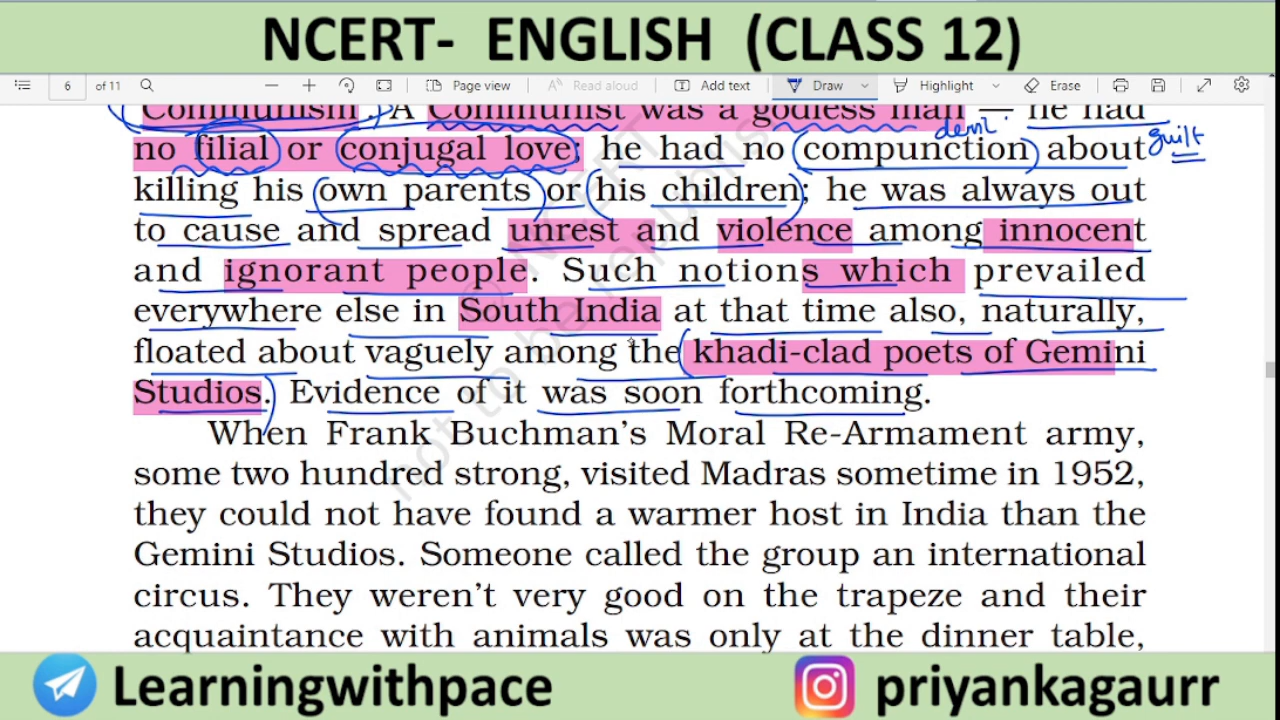 NCERT- ENGLISH (CLASS 12)
6 of 11 Page view Read aloud Add text Draw Highlight Erase
Communism. A Communist was a godless man — he had
demt guilt
no filial or conjugal love; he had no compunction about
killing his own parents or his children; he was always out
to cause and spread unrest and violence among innocent
and ignorant people. Such notions which prevailed
everywhere else in South India at that time also, naturally,
floated about vaguely among the khadi-clad poets of Gemini
Studios. Evidence of it was soon forthcoming.
When Frank Buchman's Moral Re-Armament army,
some two hundred strong, visited Madras sometime in 1952,
they could not have found a warmer host in India than the
Gemini Studios. Someone called the group an international
circus. They weren't very good on the trapeze and their
acquaintance with animals was only at the dinner table,
Learningwithpace priyankagaurr